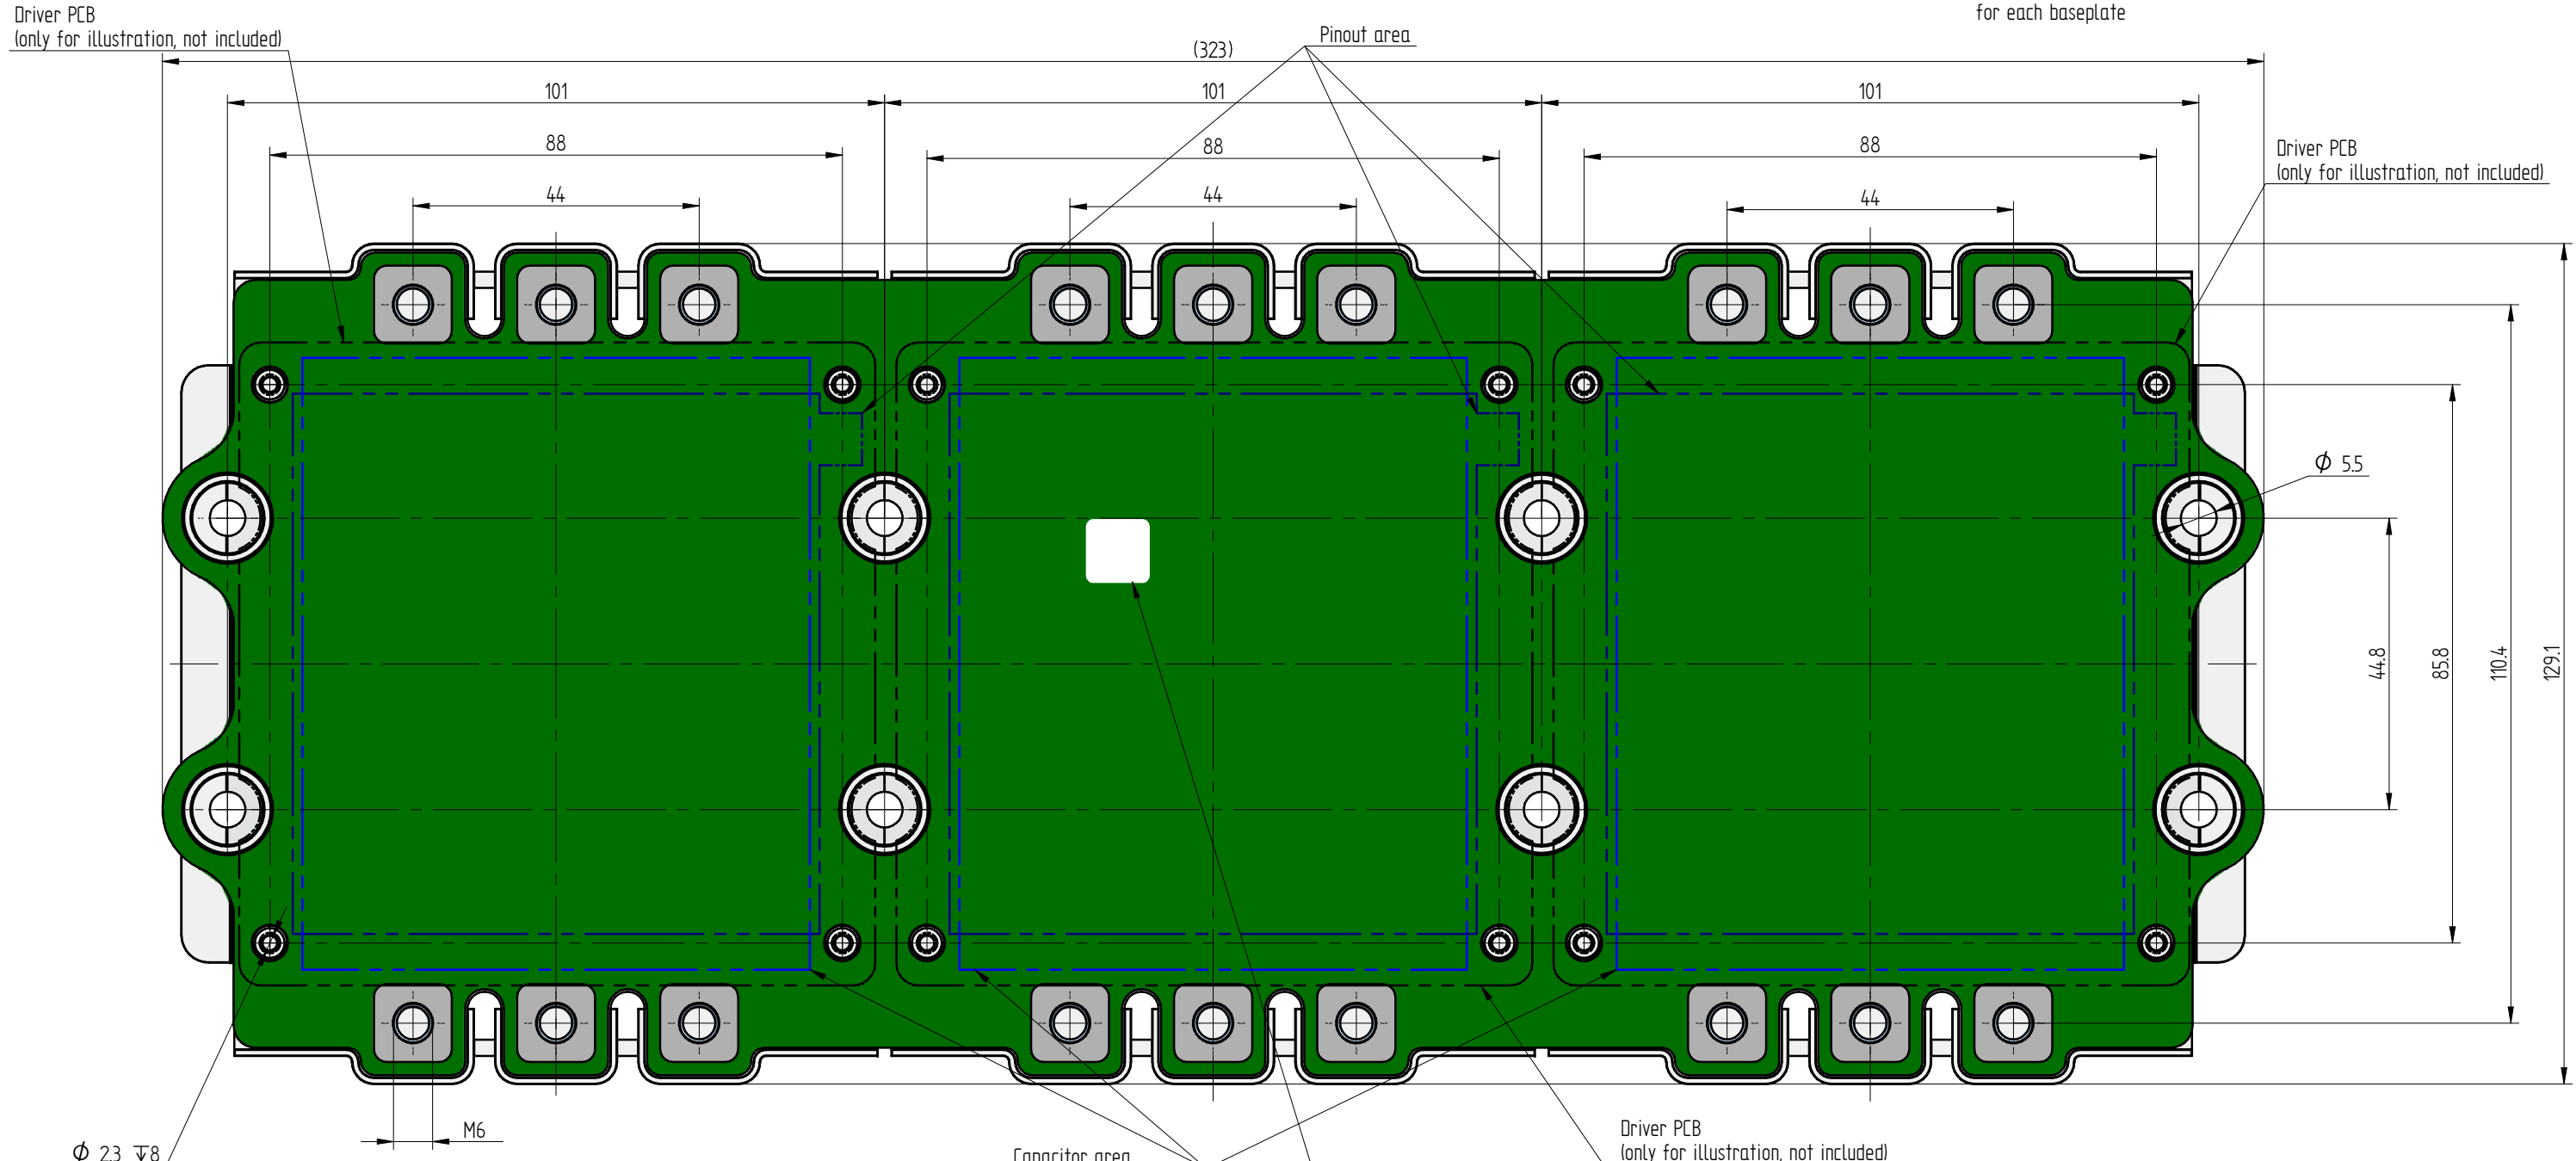 Driver PCB
(only for illustration, not included)
for each baseplate
Pinout area
(323)
101
101
101
88
88
88
Driver PCB
(only for illustration, not included)
44
44
44
ϕ 5.5
44.8
85.8
110.4
129.1
M6
ϕ 2.3 ↧8
Capacitor area
Driver PCB
(only for illustration, not included)